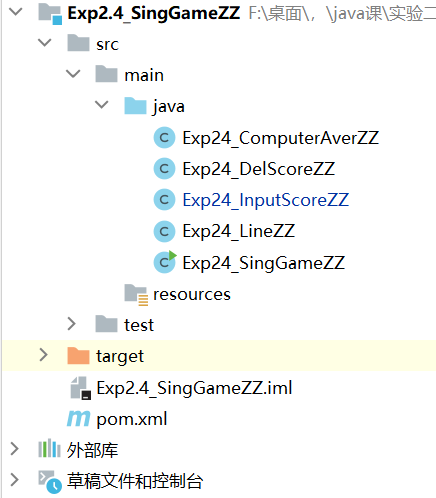 Exp2.4_SingGameZZ F:\桌面\，\java课\实验二
src
main
java
Exp24_ComputerAverZZ
Exp24_DelScoreZZ
Exp24_InputScoreZZ
Exp24_LineZZ
Exp24_SingGameZZ
resources
test
target
Exp2.4_SingGameZZ.iml
pom.xml
外部库
草稿文件和控制台